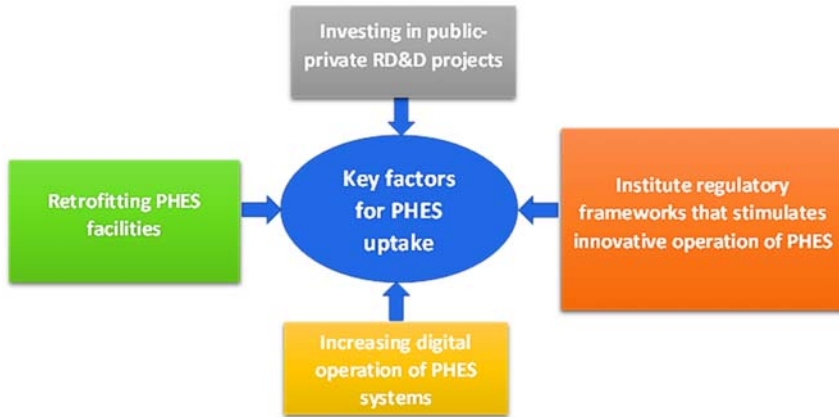 Investing in public-
private RD&D projects
Retrofitting PHES
facilities
Key factors
for PHES
uptake
Institute regulatory
frameworks that stimulates
innovative operation of PHES
Increasing digital
operation of PHES
systems